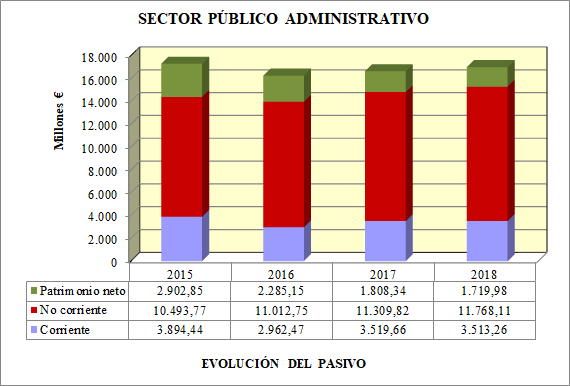 SECTOR PÚBLICO ADMINISTRATIVO
Millones €
18.000
16.000
14.000
12.000
10.000
8.000
6.000
4.000
2.000
0
2015 2016 2017 2018
Patrimonio neto 2.902,85 2.285,15 1.808,34 1.719,98
No corriente 10.493,77 11.012,75 11.309,82 11.768,11
Corriente 3.894,44 2.962,47 3.519,66 3.513,26
EVOLUCIÓN DEL PASIVO